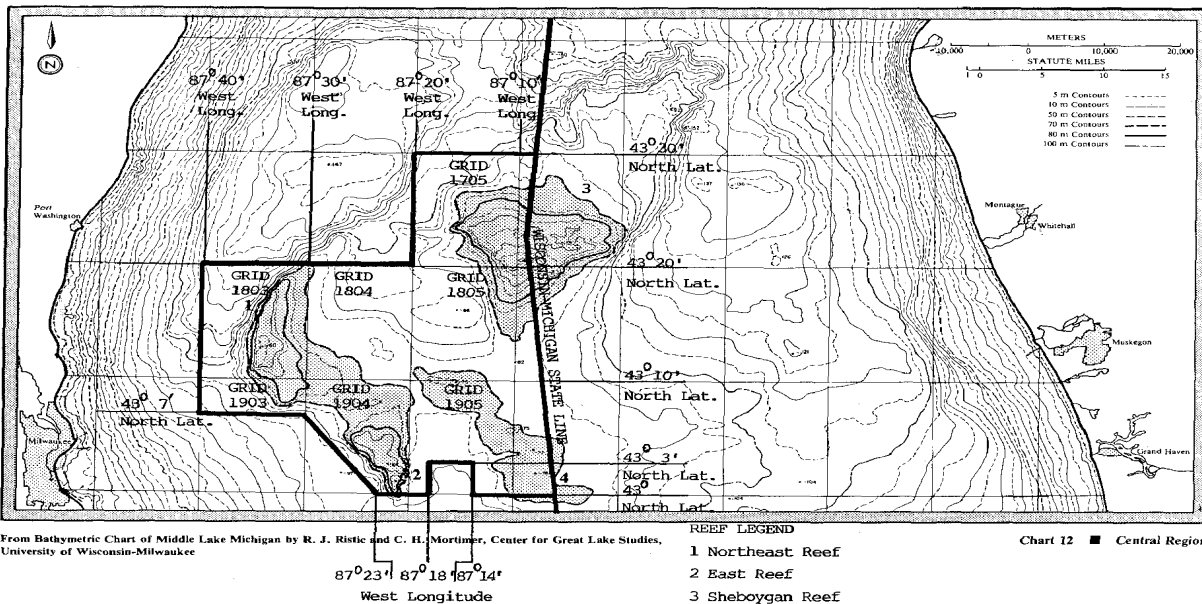 METERS
10,000 0 10,000 20,000
STATUTE MILES
1 0 5 10 15
5 m Contours
10 m Contours
50 m Contours
70 m Contours
80 m Contours
100 m Contours
N
87° 40'
West
Long.
87° 30'
West
Long.
87° 20'
West
Long.
87° 10'
West
Long.
Port
Washington
GRID
1705
3
43° 30'
North Lat.
Montague
Whitehall
WISCONSIN-MICHIGAN STATE LINE
GRID
1803
1
GRID
1804
GRID
1805
43° 20'
North Lat.
Muskegon
43° 10'
North Lat.
GRID
1903
GRID
1904
GRID
1905
43° 7'
North Lat.
Milwaukee
2
4
43° 3'
North Lat.
43°
North Lat.
Grand Haven
From Bathymetric Chart of Middle Lake Michigan by R. J. Ristic and C. H. Mortimer, Center for Great Lake Studies,
University of Wisconsin-Milwaukee
87° 23' 87° 18' 87° 14'
West Longitude
REEF LEGEND
1 Northeast Reef
2 East Reef
3 Sheboygan Reef
Chart 12 ■ Central Region